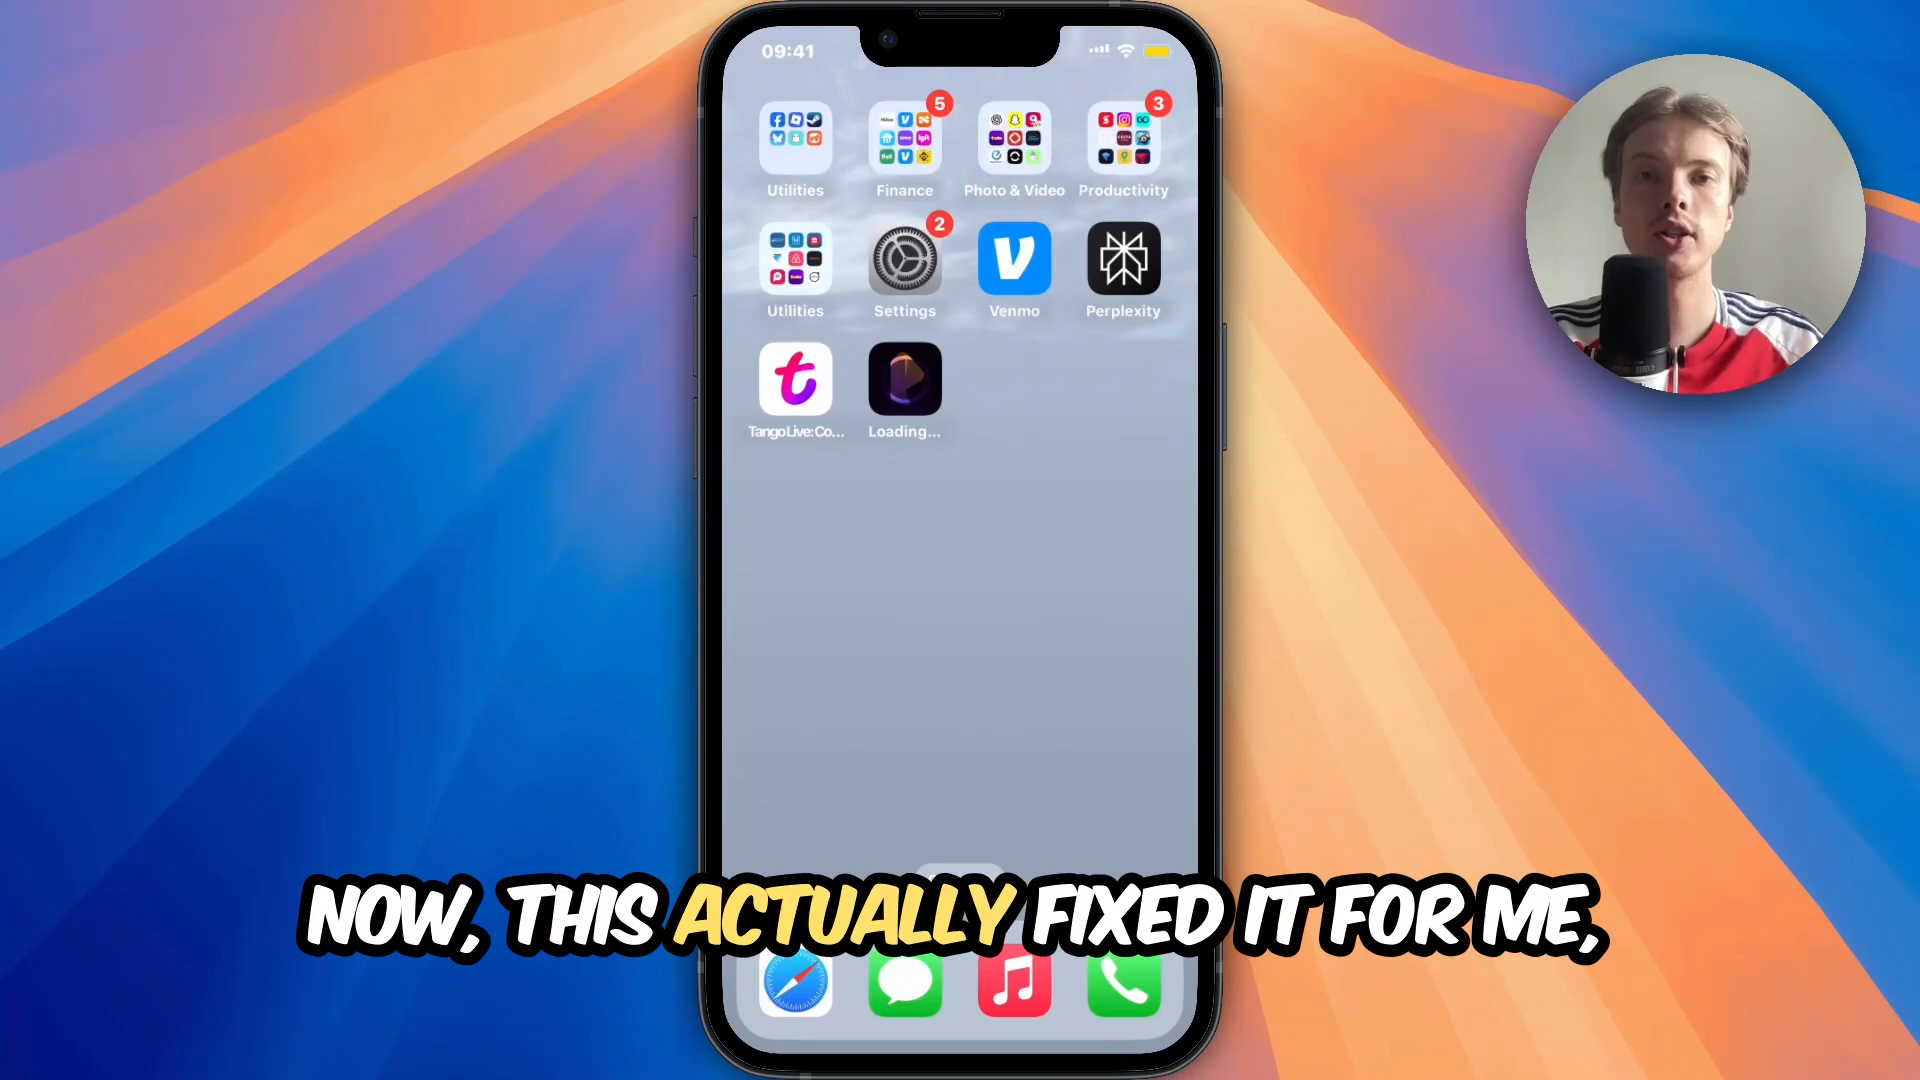 09:41
5
3
Utilities
Finance
Photo & Video
Productivity
2
Utilities
Settings
Venmo
Perplexity
TangoLive:Co...
Loading...
NOW, THIS ACTUALLY FIXED IT FOR ME,